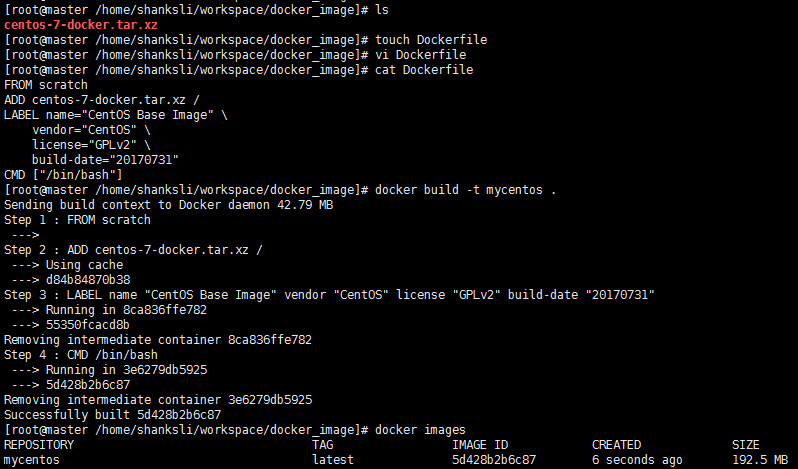 [root@master /home/shanksli/workspace/docker_image]# ls
centos-7-docker.tar.xz
[root@master /home/shanksli/workspace/docker_image]# touch Dockerfile
[root@master /home/shanksli/workspace/docker_image]# vi Dockerfile
[root@master /home/shanksli/workspace/docker_image]# cat Dockerfile
FROM scratch
ADD centos-7-docker.tar.xz /
LABEL name="CentOS Base Image" \
    vendor="CentOS" \
    license="GPLv2" \
    build-date="20170731"
CMD ["/bin/bash"]
[root@master /home/shanksli/workspace/docker_image]# docker build -t mycentos .
Sending build context to Docker daemon 42.79 MB
Step 1 : FROM scratch
 --->
Step 2 : ADD centos-7-docker.tar.xz /
 ---> Using cache
 ---> d84b84870b38
Step 3 : LABEL name "CentOS Base Image" vendor "CentOS" license "GPLv2" build-date "20170731"
 ---> Running in 8ca836ffe782
 ---> 55350fcacd8b
Removing intermediate container 8ca836ffe782
Step 4 : CMD /bin/bash
 ---> Running in 3e6279db5925
 ---> 5d428b2b6c87
Removing intermediate container 3e6279db5925
Successfully built 5d428b2b6c87
[root@master /home/shanksli/workspace/docker_image]# docker images
REPOSITORY TAG IMAGE ID CREATED SIZE
mycentos latest 5d428b2b6c87 6 seconds ago 192.5 MB